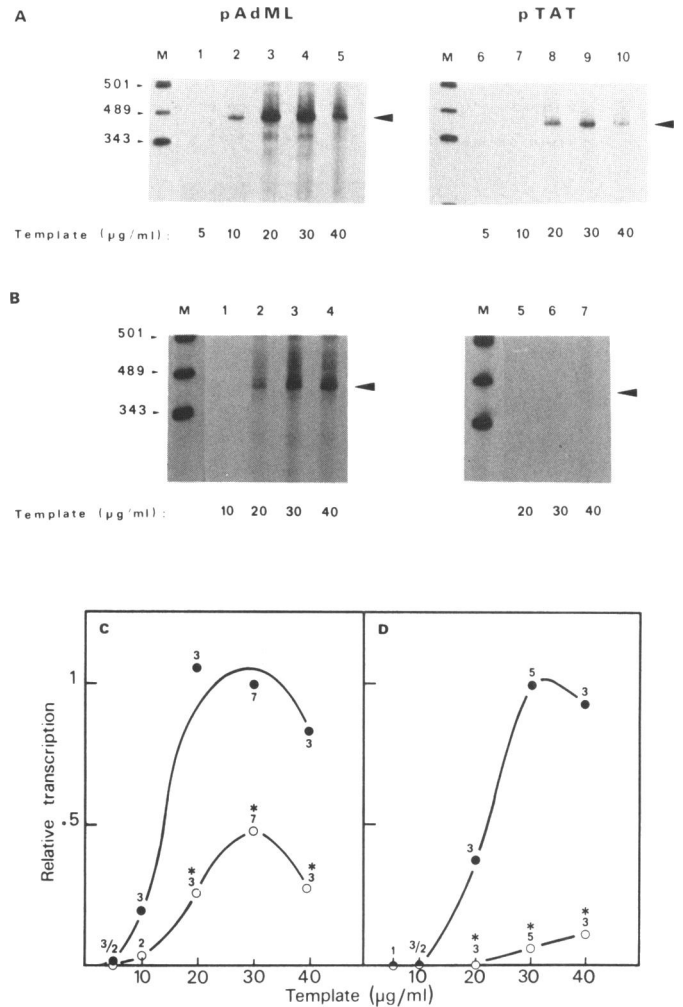 A
pAdML
pTAT
M 1 2 3 4 5
M 6 7 8 9 10
501
489
343
Template (µg/ml): 5 10 20 30 40
5 10 20 30 40
B
M 1 2 3 4
M 5 6 7
501
489
343
Template (µg/ml): 10 20 30 40
20 30 40
C
D
Relative transcription
1
.5
3/2
3
3
7
3
2
*
3
*
7
*
3
1
3/2
3
5
3
*
3
*
5
*
3
10 20 30 40
10 20 30 40
Template (µg/ml)